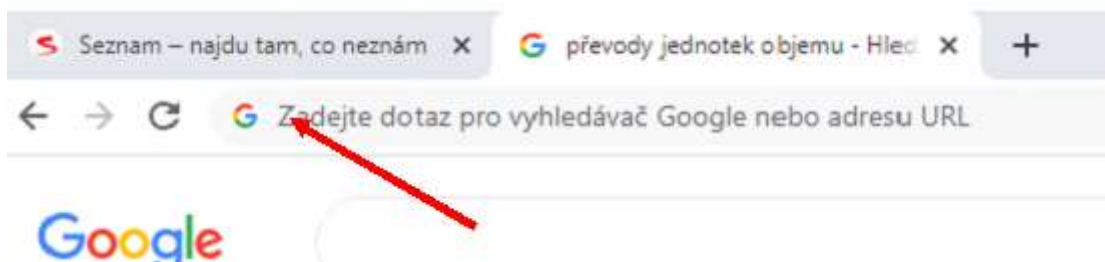 Seznam – najdu tam, co neznám
převody jednotek objemu - Hled
Zadejte dotaz pro vyhledávač Google nebo adresu URL
Google